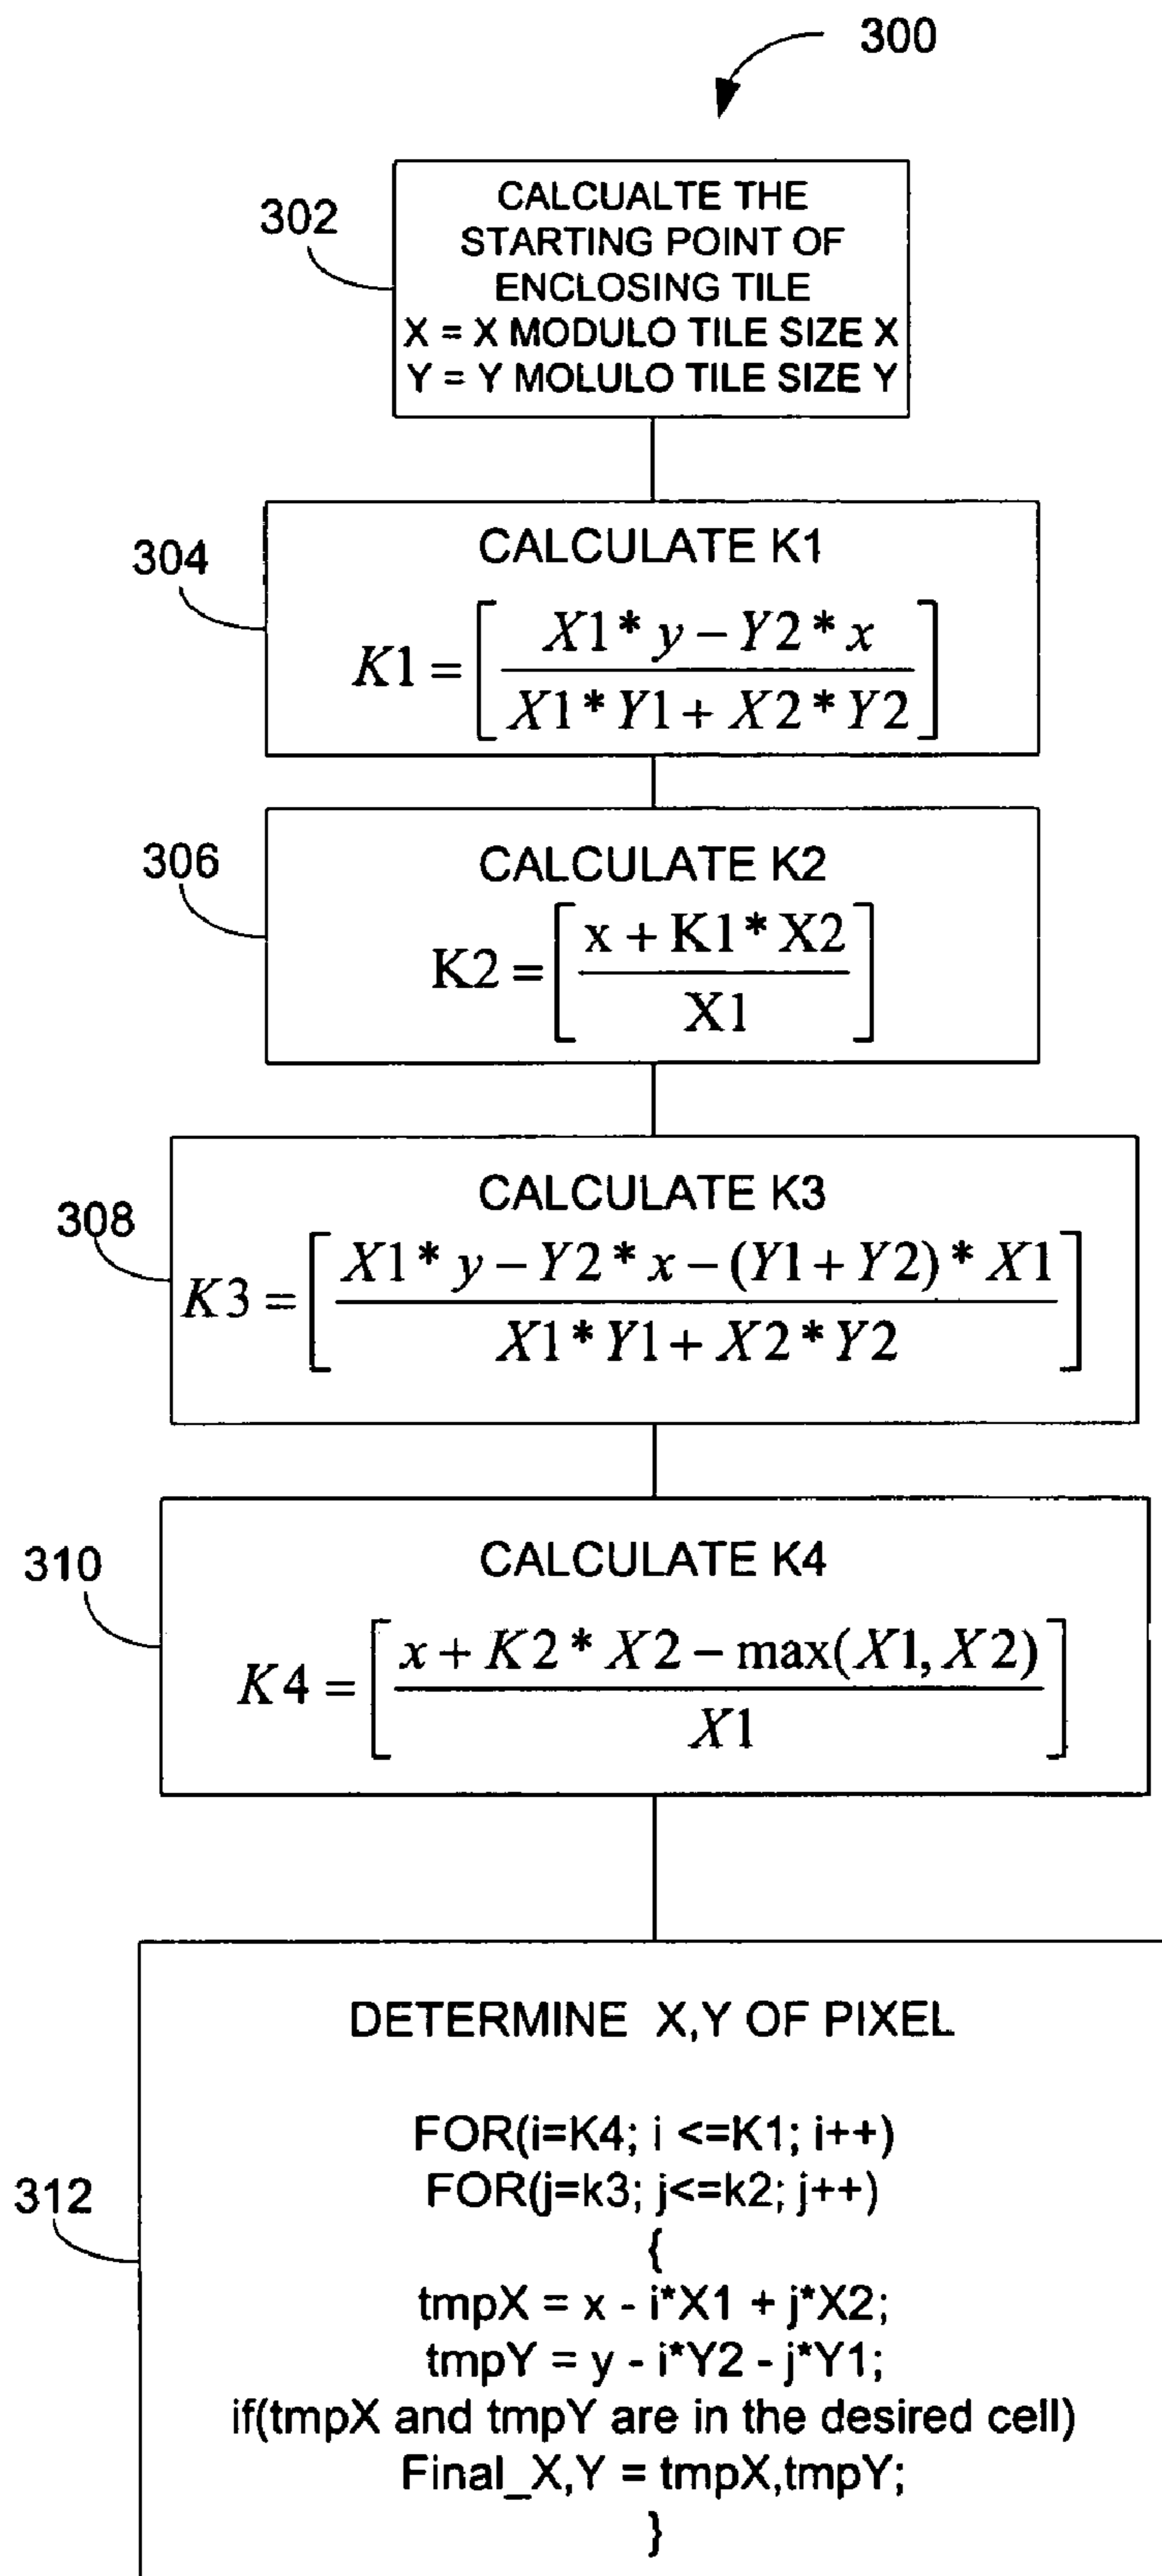 300
302
CALCUALTE THE
STARTING POINT OF
ENCLOSING TILE
X = X MODULO TILE SIZE X
Y = Y MOLULO TILE SIZE Y
304
CALCULATE K1
K1 = [ (X1 * y − Y2 * x) / (X1 * Y1 + X2 * Y2) ]
306
CALCULATE K2
K2 = [ (x + K1 * X2) / X1 ]
308
CALCULATE K3
K3 = [ (X1 * y − Y2 * x − (Y1 + Y2) * X1) / (X1 * Y1 + X2 * Y2) ]
310
CALCULATE K4
K4 = [ (x + K2 * X2 − max(X1, X2)) / X1 ]
312
DETERMINE X,Y OF PIXEL
FOR(i=K4; i <=K1; i++)
FOR(j=k3; j<=k2; j++)
{
tmpX = x - i*X1 + j*X2;
tmpY = y - i*Y2 - j*Y1;
if(tmpX and tmpY are in the desired cell)
Final_X,Y = tmpX,tmpY;
}